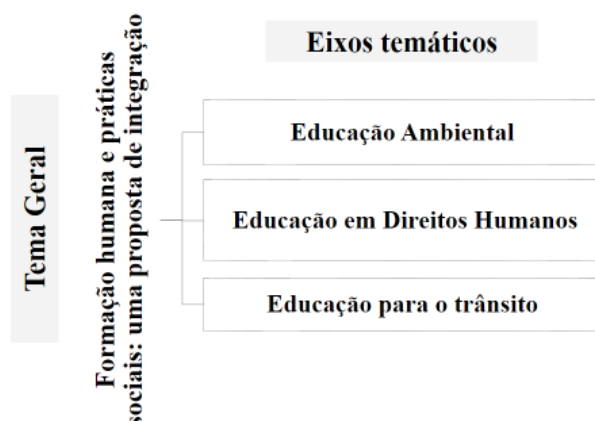 Tema Geral
Formação humana e práticas
sociais: uma proposta de integração
Eixos temáticos
Educação Ambiental
Educação em Direitos Humanos
Educação para o trânsito